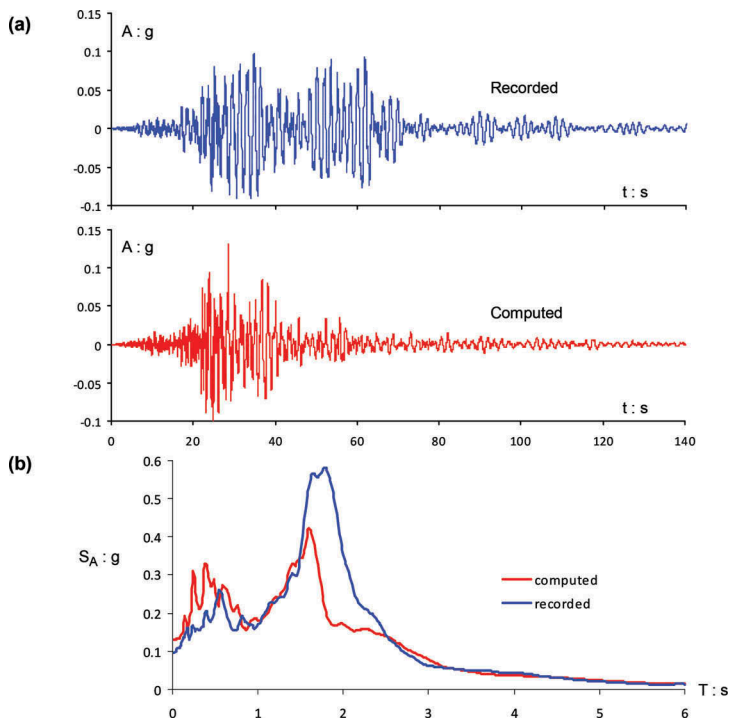 (a)
A : g
0.15
0.1
0.05
0
-0.05
-0.1
Recorded
t : s
A : g
0.15
0.1
0.05
0
-0.05
-0.1
Computed
t : s
0 20 40 60 80 100 120 140
(b)
0.6
0.5
0.4
0.3
0.2
0.1
0
SA : g
computed
recorded
T : s
0 1 2 3 4 5 6